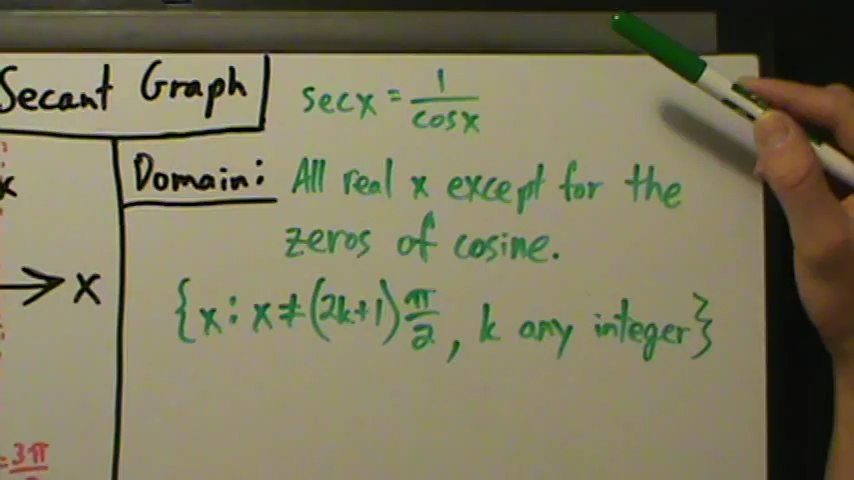 Secant Graph
sec x = 1/cos x
Domain: All real x except for the
zeros of cosine.
{x : x ≠ (2k+1) π/2, k any integer}
x
= 3π